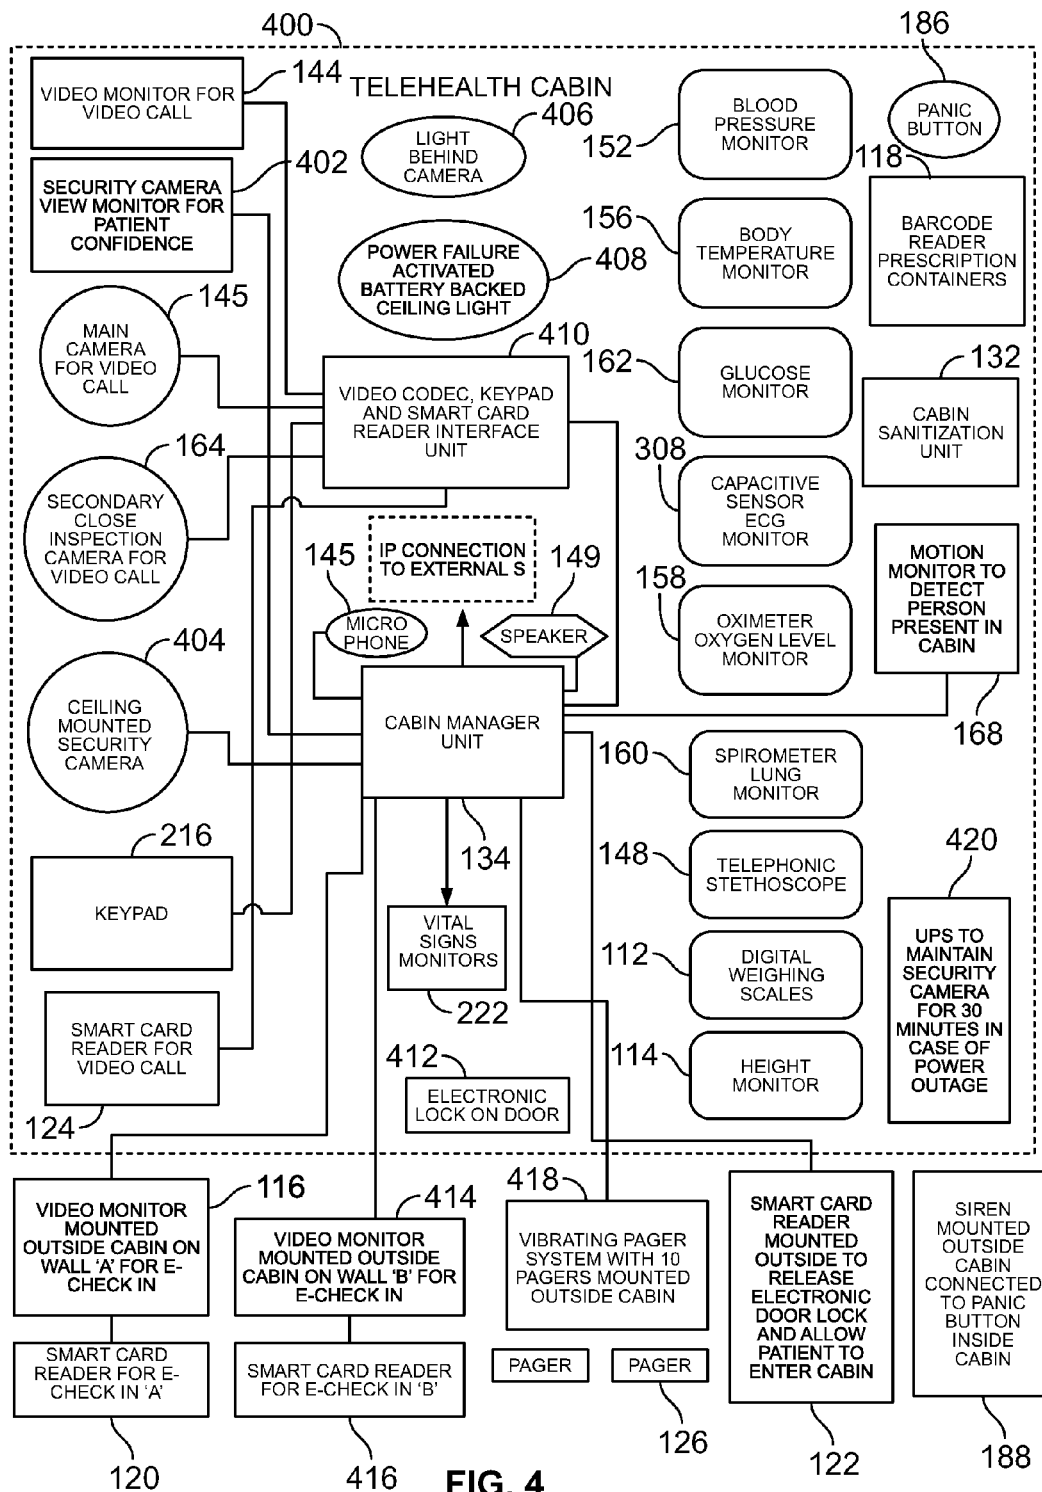 400
186
144
VIDEO MONITOR FOR
VIDEO CALL
TELEHEALTH CABIN
406
LIGHT
BEHIND
CAMERA
152
BLOOD
PRESSURE
MONITOR
PANIC
BUTTON
118
402
SECURITY CAMERA
VIEW MONITOR FOR
PATIENT
CONFIDENCE
156
BODY
TEMPERATURE
MONITOR
BARCODE
READER
PRESCRIPTION
CONTAINERS
POWER FAILURE
ACTIVATED
BATTERY BACKED
CEILING LIGHT
408
145
MAIN
CAMERA
FOR VIDEO
CALL
410
VIDEO CODEC, KEYPAD
AND SMART CARD
READER INTERFACE
UNIT
162
GLUCOSE
MONITOR
132
CABIN
SANITIZATION
UNIT
164
SECONDARY
CLOSE
INSPECTION
CAMERA FOR
VIDEO CALL
308
CAPACITIVE
SENSOR
ECG
MONITOR
IP CONNECTION
TO EXTERNAL S
145
MICRO
PHONE
149
SPEAKER
158
OXIMETER
OXYGEN LEVEL
MONITOR
MOTION
MONITOR TO
DETECT
PERSON
PRESENT IN
CABIN
168
404
CEILING
MOUNTED
SECURITY
CAMERA
CABIN MANAGER
UNIT
134
160
SPIROMETER
LUNG
MONITOR
216
KEYPAD
148
TELEPHONIC
STETHOSCOPE
420
UPS TO
MAINTAIN
SECURITY
CAMERA
FOR 30
MINUTES IN
CASE OF
POWER
OUTAGE
VITAL
SIGNS
MONITORS
222
112
DIGITAL
WEIGHING
SCALES
SMART CARD
READER FOR
VIDEO CALL
124
412
ELECTRONIC
LOCK ON DOOR
114
HEIGHT
MONITOR
116
VIDEO MONITOR
MOUNTED
OUTSIDE CABIN ON
WALL 'A' FOR E-
CHECK IN
414
VIDEO MONITOR
MOUNTED OUTSIDE
CABIN ON WALL 'B' FOR
E-CHECK IN
418
VIBRATING PAGER
SYSTEM WITH 10
PAGERS MOUNTED
OUTSIDE CABIN
SMART CARD
READER
MOUNTED
OUTSIDE TO
RELEASE
ELECTRONIC
DOOR LOCK
AND ALLOW
PATIENT TO
ENTER CABIN
SIREN
MOUNTED
OUTSIDE
CABIN
CONNECTED
TO PANIC
BUTTON
INSIDE
CABIN
SMART CARD
READER FOR E-
CHECK IN 'A'
SMART CARD READER
FOR E-CHECK IN 'B'
PAGER
PAGER
120
416
126
122
188
FIG. 4